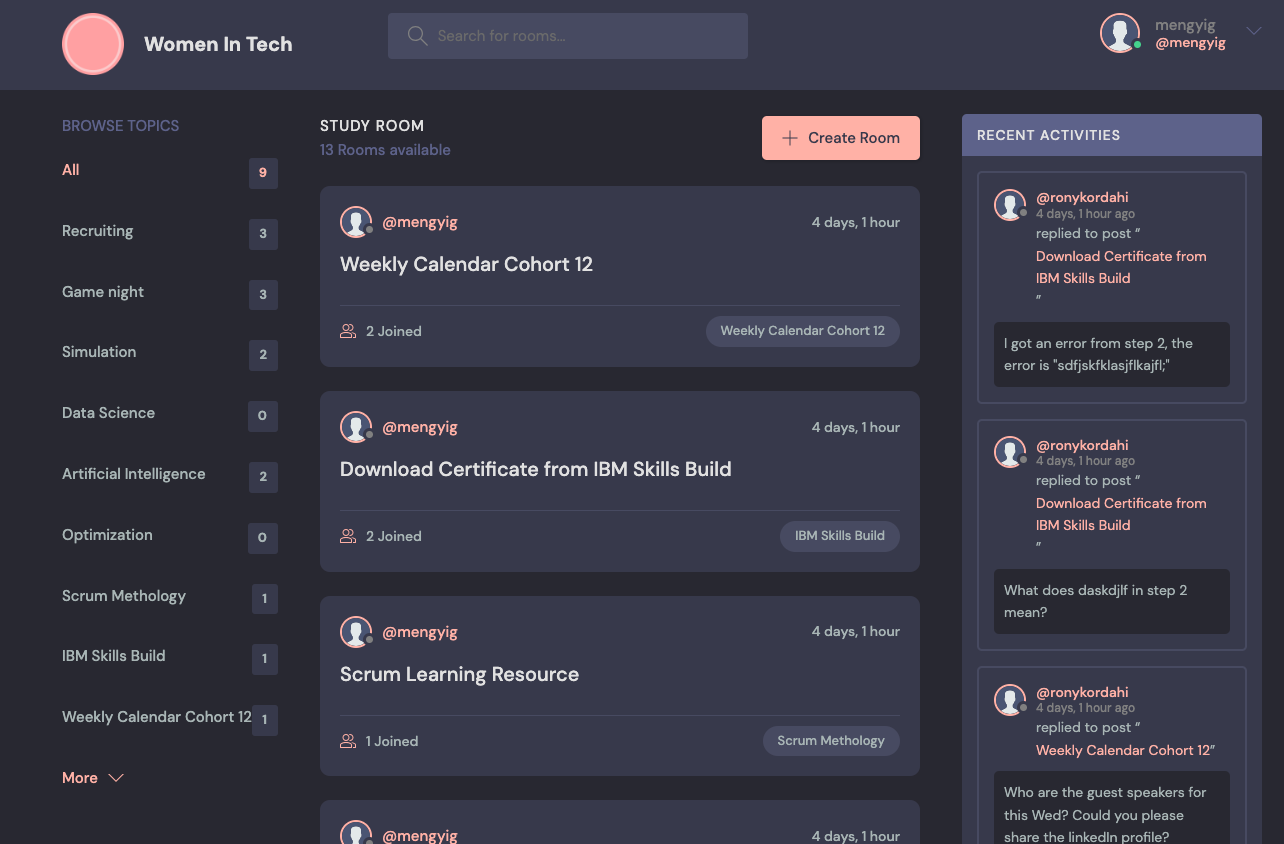 Women In Tech
Search for rooms...
mengyig
@mengyig
BROWSE TOPICS
All
9
Recruiting
3
Game night
3
Simulation
2
Data Science
0
Artificial Intelligence
2
Optimization
0
Scrum Methology
1
IBM Skills Build
1
Weekly Calendar Cohort 12
1
More
STUDY ROOM
13 Rooms available
Create Room
@mengyig
4 days, 1 hour
Weekly Calendar Cohort 12
2 Joined
Weekly Calendar Cohort 12
@mengyig
4 days, 1 hour
Download Certificate from IBM Skills Build
2 Joined
IBM Skills Build
@mengyig
4 days, 1 hour
Scrum Learning Resource
1 Joined
Scrum Methology
@mengyig
4 days, 1 hour
RECENT ACTIVITIES
@ronykordahi
4 days, 1 hour ago
replied to post “
Download Certificate from
IBM Skills Build
”
I got an error from step 2, the
error is "sdfjskfklasjflkajfl;"
@ronykordahi
4 days, 1 hour ago
replied to post “
Download Certificate from
IBM Skills Build
”
What does daskdjlf in step 2
mean?
@ronykordahi
4 days, 1 hour ago
replied to post “
Weekly Calendar Cohort 12”
Who are the guest speakers for
this Wed? Could you please
share the linkedIn profile?